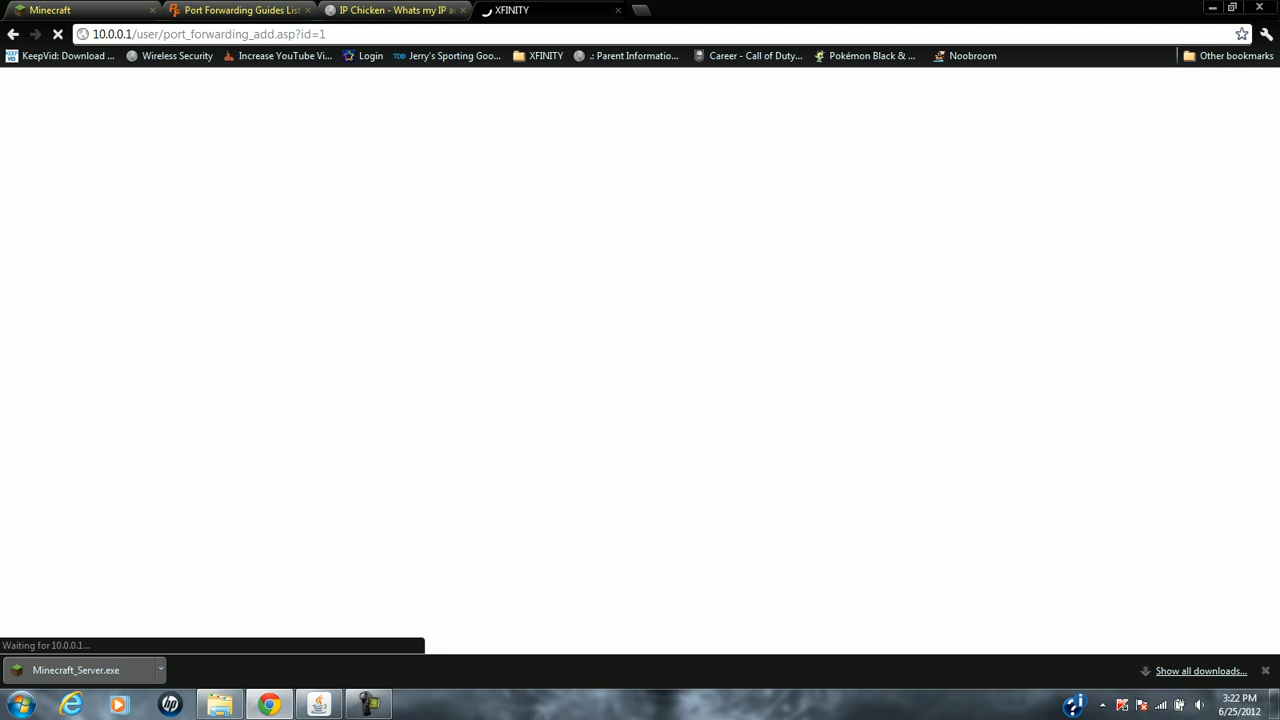 Minecraft
Port Forwarding Guides List
IP Chicken - Whats my IP a
XFINITY
10.0.0.1/user/port_forwarding_add.asp?id=1
KeepVid: Download ...
Wireless Security
Increase YouTube Vi...
Login
Jerry's Sporting Goo...
XFINITY
.: Parent Informatio...
Career - Call of Duty...
Pokémon Black & ...
Noobroom
Other bookmarks
Waiting for 10.0.0.1...
Minecraft_Server.exe
Show all downloads...
hp
3:22 PM
6/25/2012